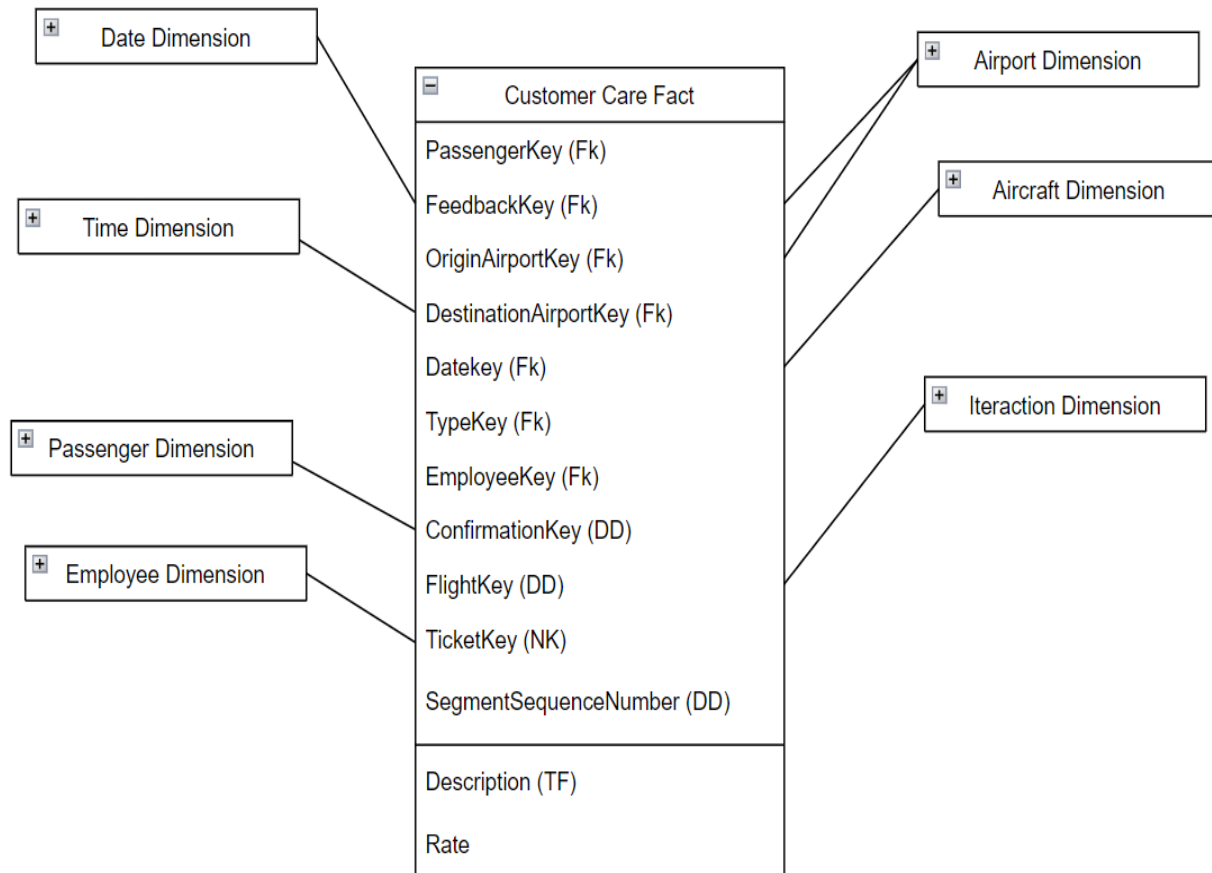 Date Dimension
Time Dimension
Passenger Dimension
Employee Dimension
Customer Care Fact
PassengerKey (Fk)
FeedbackKey (Fk)
OriginAirportKey (Fk)
DestinationAirportKey (Fk)
Datekey (Fk)
TypeKey (Fk)
EmployeeKey (Fk)
ConfirmationKey (DD)
FlightKey (DD)
TicketKey (NK)
SegmentSequenceNumber (DD)
Description (TF)
Rate
Airport Dimension
Aircraft Dimension
Iteraction Dimension